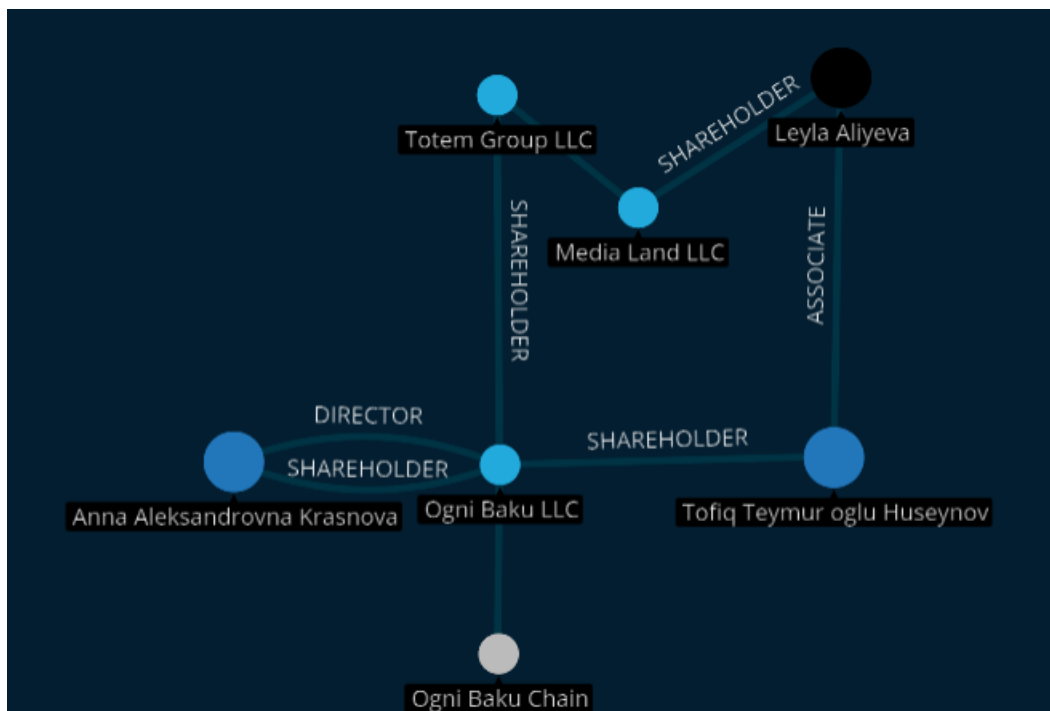 Leyla Aliyeva
SHAREHOLDER
Totem Group LLC
Media Land LLC
SHAREHOLDER
ASSOCIATE
DIRECTOR
SHAREHOLDER
SHAREHOLDER
Anna Aleksandrovna Krasnova
Ogni Baku LLC
Tofiq Teymur oglu Huseynov
Ogni Baku Chain